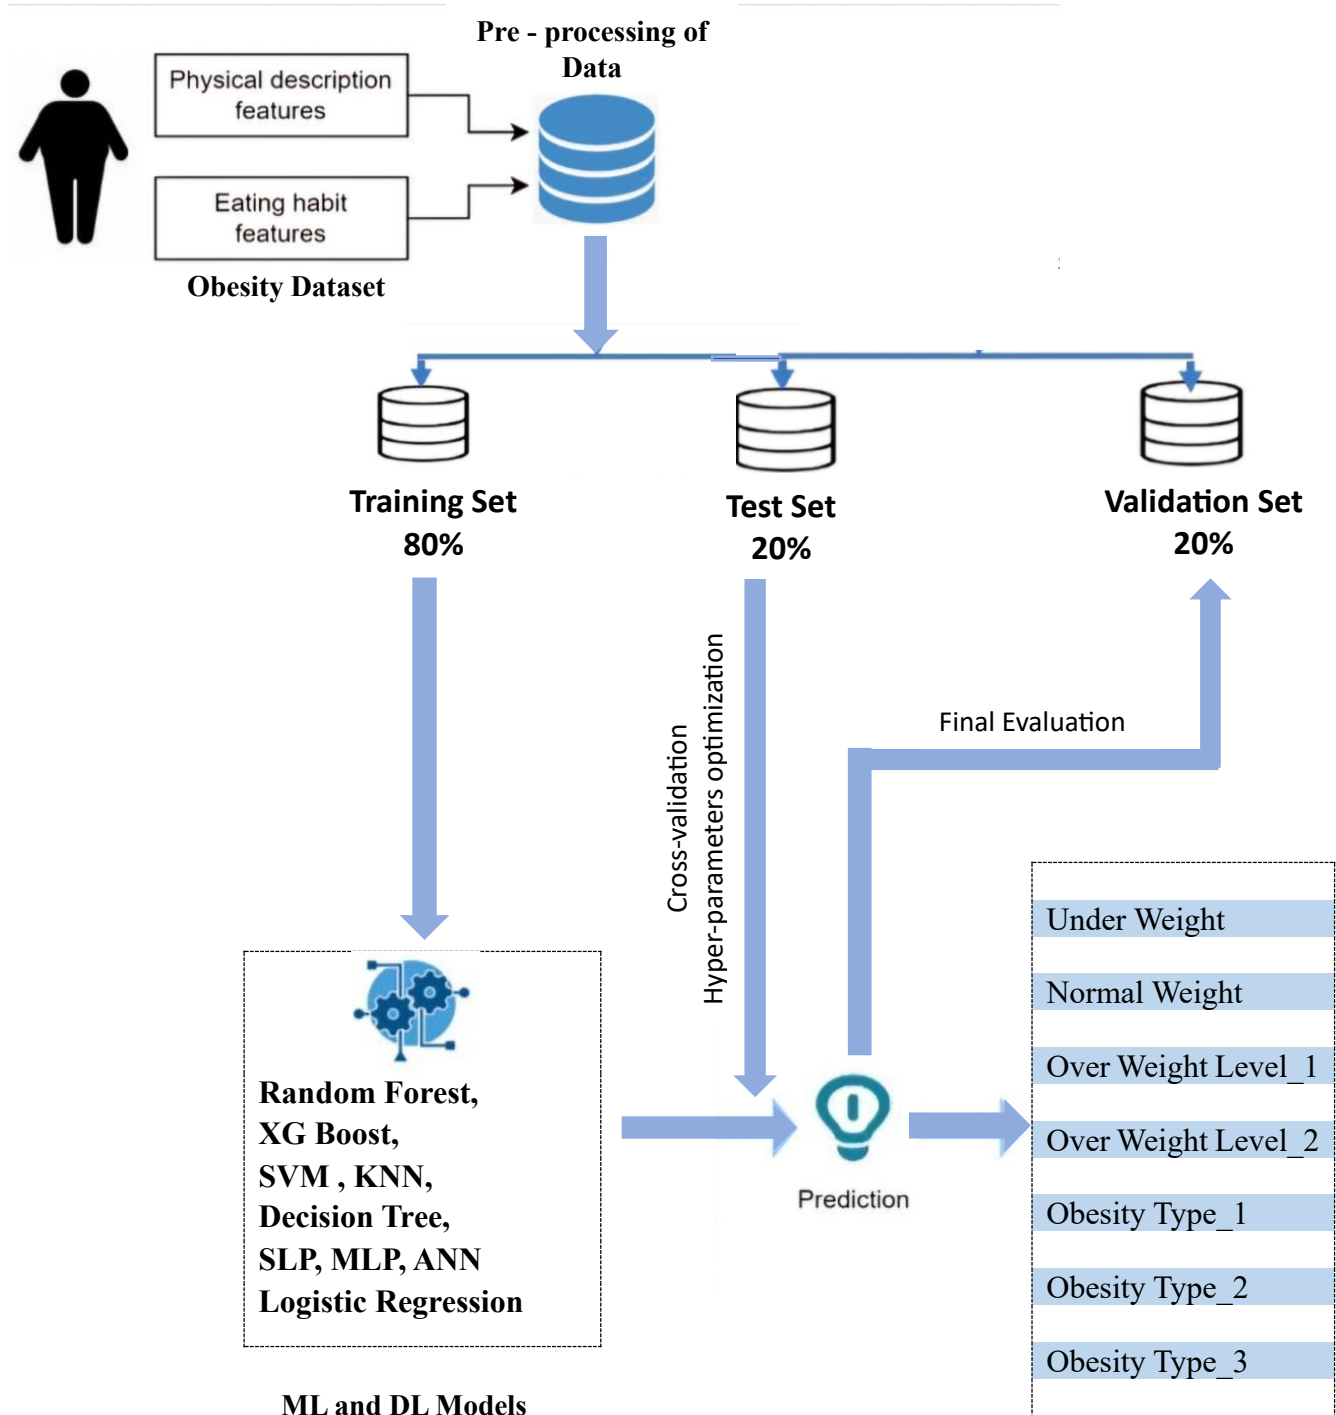 Pre - processing of
Data
Physical description
features
Eating habit
features
Obesity Dataset
Training Set
80%
Test Set
20%
Validation Set
20%
Cross-validation
Hyper-parameters optimization
Final Evaluation
Random Forest,
XG Boost,
SVM , KNN,
Decision Tree,
SLP, MLP, ANN
Logistic Regression
ML and DL Models
Prediction
Under Weight
Normal Weight
Over Weight Level_1
Over Weight Level_2
Obesity Type_1
Obesity Type_2
Obesity Type_3